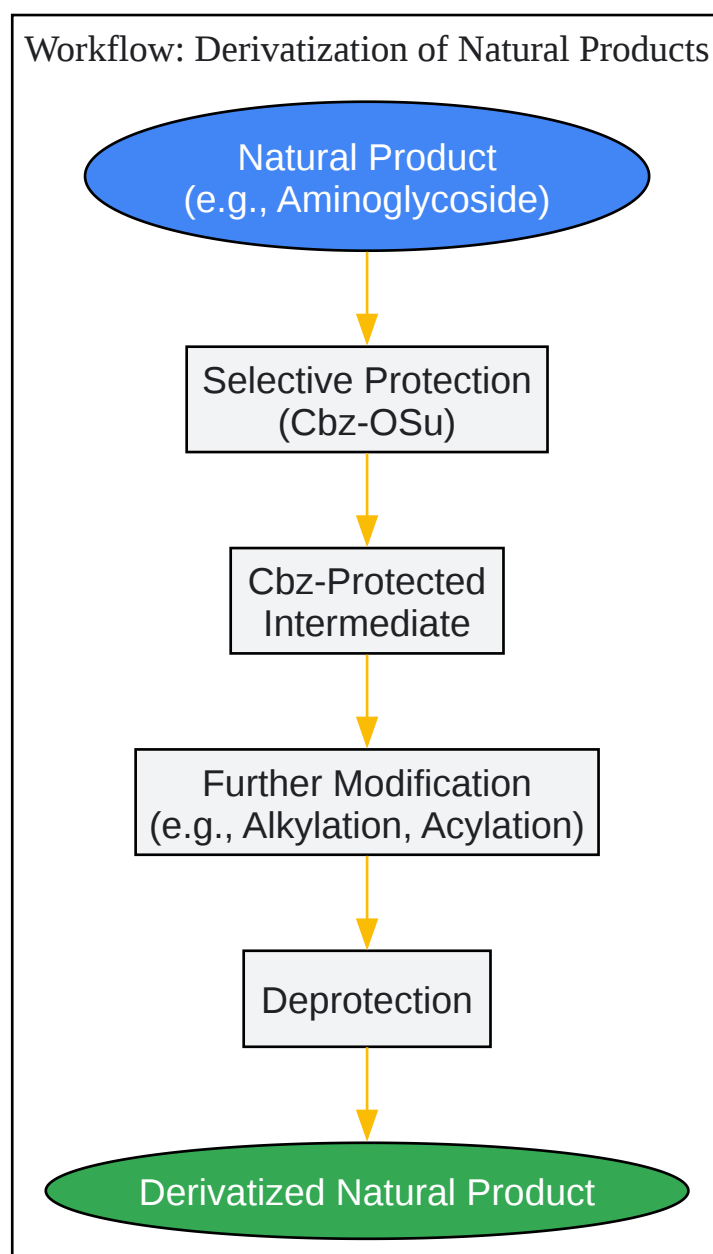 Workflow: Derivatization of Natural Products
Natural Product
(e.g., Aminoglycoside)
Selective Protection
(Cbz-OSu)
Cbz-Protected
Intermediate
Further Modification
(e.g., Alkylation, Acylation)
Deprotection
Derivatized Natural Product